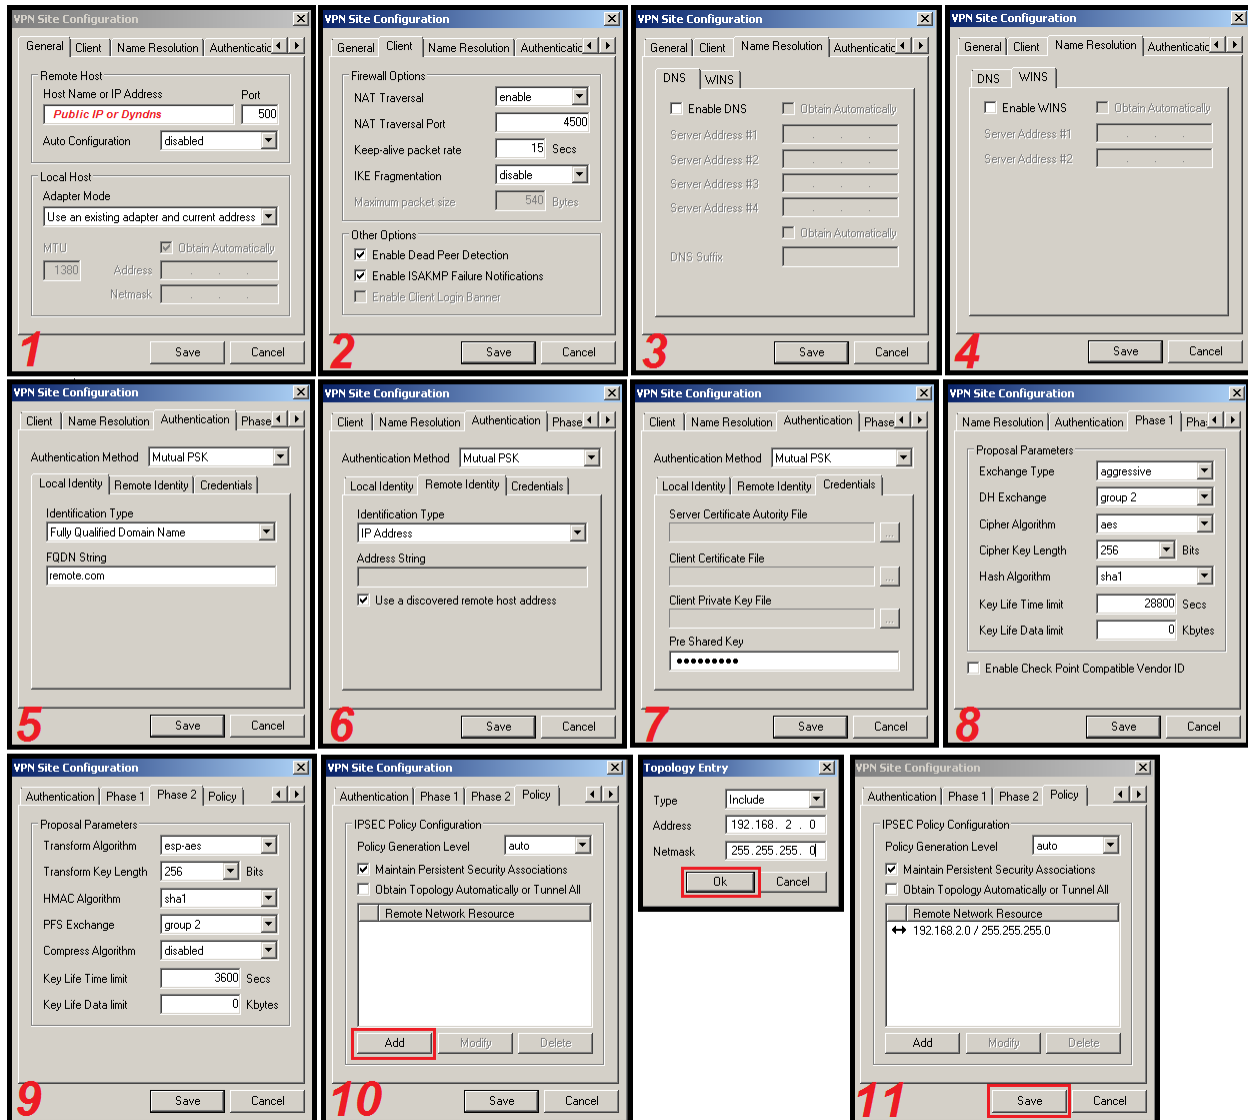 VPN Site Configuration
General Client Name Resolution Authenticatic
Remote Host
Host Name or IP Address Port
Public IP or Dyndns 500
Auto Configuration disabled
Local Host
Adapter Mode
Use an existing adapter and current address
MTU Obtain Automatically
1380 Address . . .
Netmask . . .
Save Cancel
1
VPN Site Configuration
General Client Name Resolution Authenticatic
Firewall Options
NAT Traversal enable
NAT Traversal Port 4500
Keep-alive packet rate 15 Secs
IKE Fragmentation disable
Maximum packet size 540 Bytes
Other Options
Enable Dead Peer Detection
Enable ISAKMP Failure Notifications
Enable Client Login Banner
Save Cancel
2
VPN Site Configuration
General Client Name Resolution Authenticatic
DNS WINS
Enable DNS Obtain Automatically
Server Address #1 . . .
Server Address #2 . . .
Server Address #3 . . .
Server Address #4 . . .
Obtain Automatically
DNS Suffix
Save Cancel
3
VPN Site Configuration
General Client Name Resolution Authenticatic
DNS WINS
Enable WINS Obtain Automatically
Server Address #1 . . .
Server Address #2 . . .
Save Cancel
4
VPN Site Configuration
Client Name Resolution Authentication Phase
Authentication Method Mutual PSK
Local Identity Remote Identity Credentials
Identification Type
Fully Qualified Domain Name
FQDN String
remote.com
Save Cancel
5
VPN Site Configuration
Client Name Resolution Authentication Phase
Authentication Method Mutual PSK
Local Identity Remote Identity Credentials
Identification Type
IP Address
Address String
Use a discovered remote host address
Save Cancel
6
VPN Site Configuration
Client Name Resolution Authentication Phase
Authentication Method Mutual PSK
Local Identity Remote Identity Credentials
Server Certificate Autority File
...
Client Certificate File
...
Client Private Key File
...
Pre Shared Key
●●●●●●●●●
Save Cancel
7
VPN Site Configuration
Name Resolution Authentication Phase 1 Pha
Proposal Parameters
Exchange Type aggressive
DH Exchange group 2
Cipher Algorithm aes
Cipher Key Length 256 Bits
Hash Algorithm sha1
Key Life Time limit 28800 Secs
Key Life Data limit 0 Kbytes
Enable Check Point Compatible Vendor ID
Save Cancel
8
VPN Site Configuration
Authentication Phase 1 Phase 2 Policy
Proposal Parameters
Transform Algorithm esp-aes
Transform Key Length 256 Bits
HMAC Algorithm sha1
PFS Exchange group 2
Compress Algorithm disabled
Key Life Time limit 3600 Secs
Key Life Data limit 0 Kbytes
Save Cancel
9
VPN Site Configuration
Authentication Phase 1 Phase 2 Policy
IPSEC Policy Configuration
Policy Generation Level auto
Maintain Persistent Security Associations
Obtain Topology Automatically or Tunnel All
Remote Network Resource
Add Modify Delete
Save Cancel
10
Topology Entry
Type Include
Address 192.168. 2 . 0
Netmask 255.255.255. 0
Ok Cancel
VPN Site Configuration
Authentication Phase 1 Phase 2 Policy
IPSEC Policy Configuration
Policy Generation Level auto
Maintain Persistent Security Associations
Obtain Topology Automatically or Tunnel All
Remote Network Resource
192.168.2.0 / 255.255.255.0
Add Modify Delete
Save Cancel
11